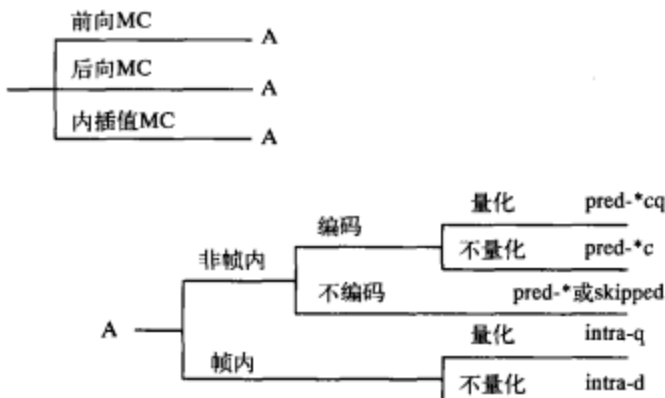 前向MC A
后向MC A
内插值MC A
量化 pred-*cq
编码
不量化 pred-*c
非帧内
不编码 pred-*或skipped
A
量化 intra-q
帧内
不量化 intra-d